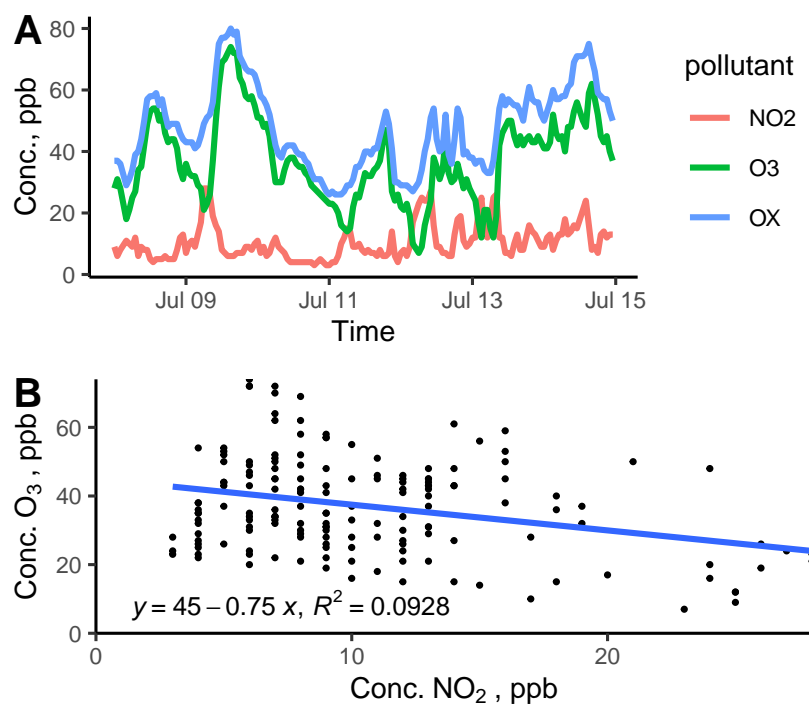 A
80
60
40
20
0
Conc., ppb
Jul 09 Jul 11 Jul 13 Jul 15
Time
pollutant
NO2
O3
OX
B
60
40
20
0
Conc. O₃ , ppb
y = 45 − 0.75 x, R² = 0.0928
0 10 20
Conc. NO₂ , ppb